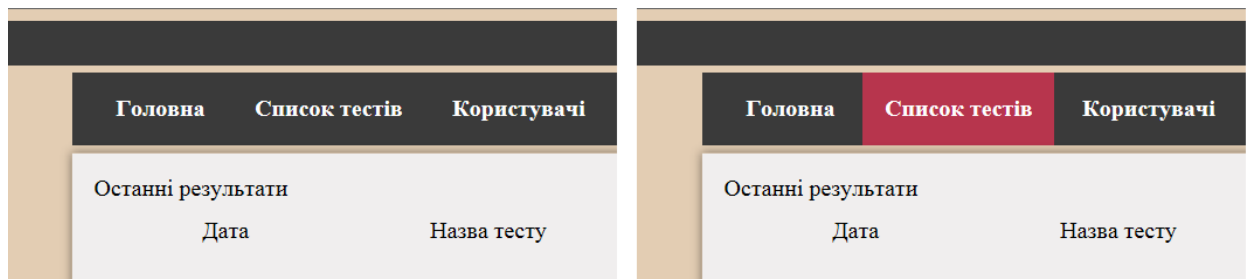 Головна Список тестів Користувачі
Останні результати
Дата Назва тесту
Головна Список тестів Користувачі
Останні результати
Дата Назва тесту